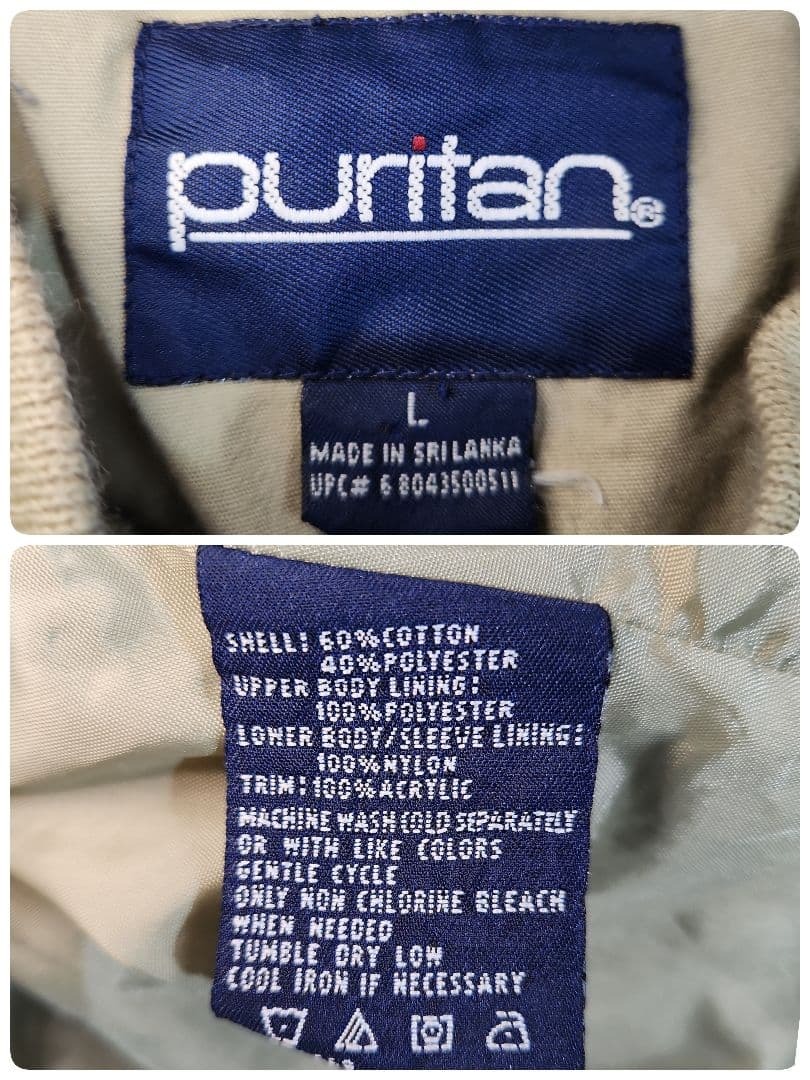 puritan®
L
MADE IN SRI LANKA
UPC# 6 8043500511
SHELL: 60%COTTON
40%POLYESTER
UPPER BODY LINING:
100%POLYESTER
LOWER BODY/SLEEVE LINING:
100%NYLON
TRIM: 100%ACRYLIC
MACHINE WASH COLD SEPARATELY
OR WITH LIKE COLORS
GENTLE CYCLE
ONLY NON CHLORINE BLEACH
WHEN NEEDED
TUMBLE DRY LOW
COOL IRON IF NECESSARY